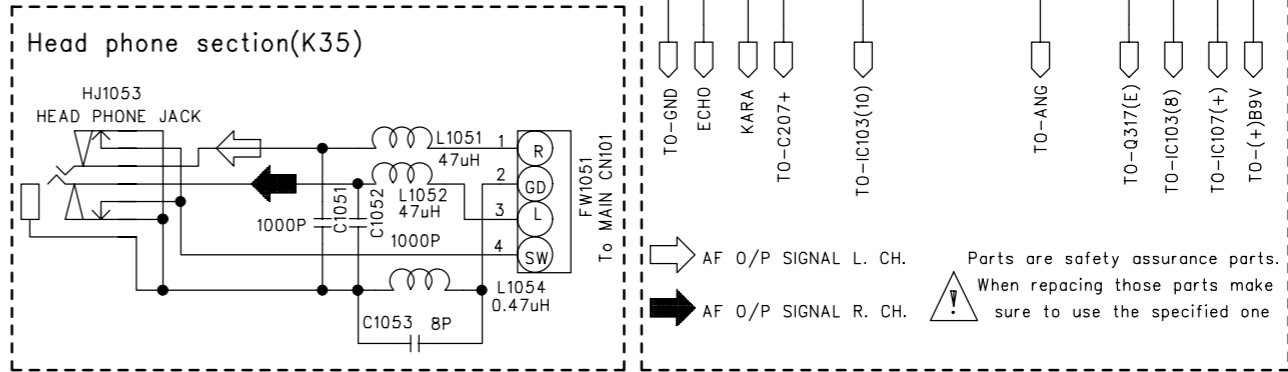 Head phone section(K35)
HJ1053
HEAD PHONE JACK
L1051
47uH
L1052
47uH
C1051
1000P
C1052
1000P
L1054
0.47uH
C1053 8P
1 R
2 GD
3 L
4 SW
FW1051
To MAIN CN101
TO-GND
ECHO
KARA
TO-C207+
TO-IC103(10)
TO-ANG
TO-Q317(E)
TO-IC103(8)
TO-IC107(+)
TO-(+)B9V
AF O/P SIGNAL L. CH.
AF O/P SIGNAL R. CH.
!
Parts are safety assurance parts.
When repacing those parts make
sure to use the specified one